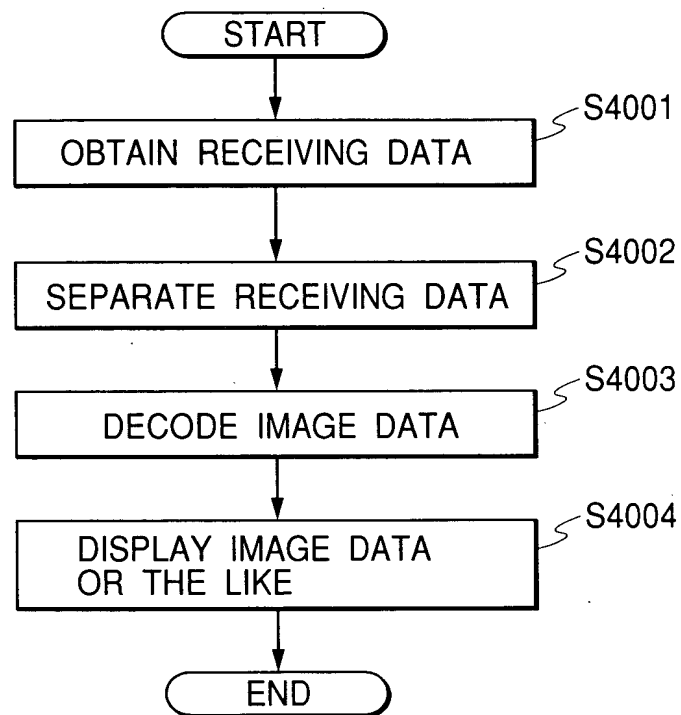 START
S4001
OBTAIN RECEIVING DATA
S4002
SEPARATE RECEIVING DATA
S4003
DECODE IMAGE DATA
S4004
DISPLAY IMAGE DATA
OR THE LIKE
END